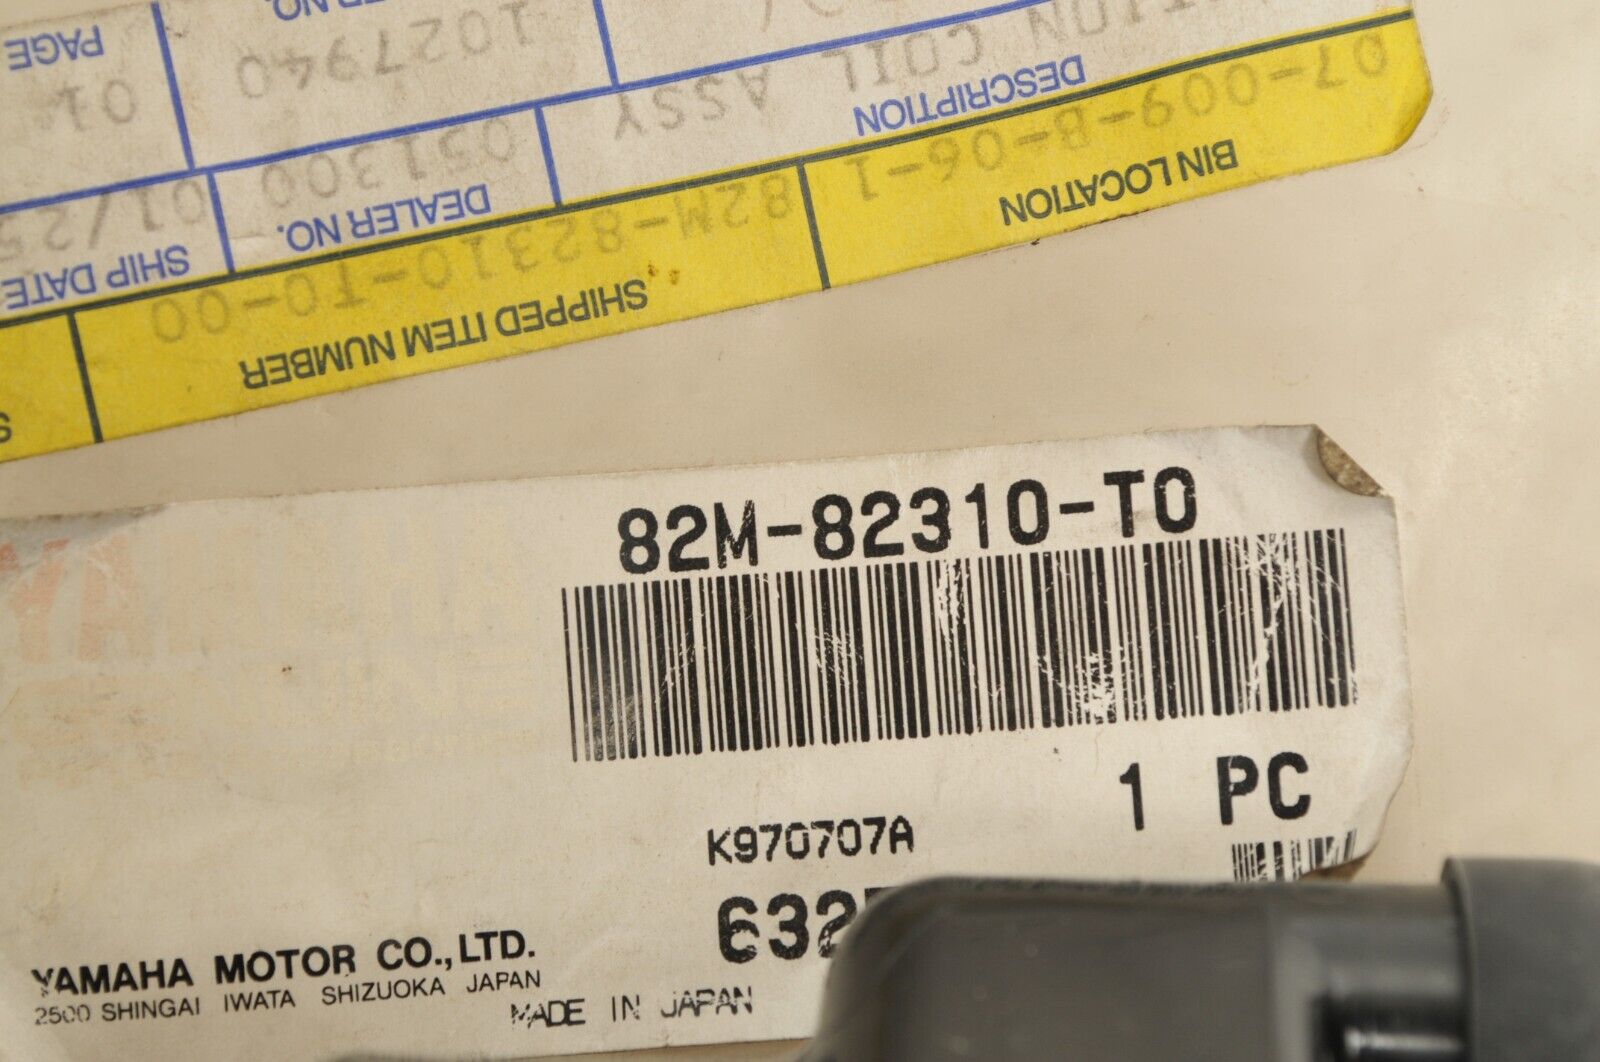 BIN LOCATION
07-009-8-06-1
SHIPPED ITEM NUMBER
82M-82310-T0-00
DESCRIPTION
COIL ASSY
DEALER NO.
051300
SHIP DATE
NO.
1027940
PAGE
01
82M-82310-T0
1 PC
K970707A
YAMAHA MOTOR CO.,LTD.
2500 SHINGAI IWATA SHIZUOKA JAPAN
MADE IN JAPAN